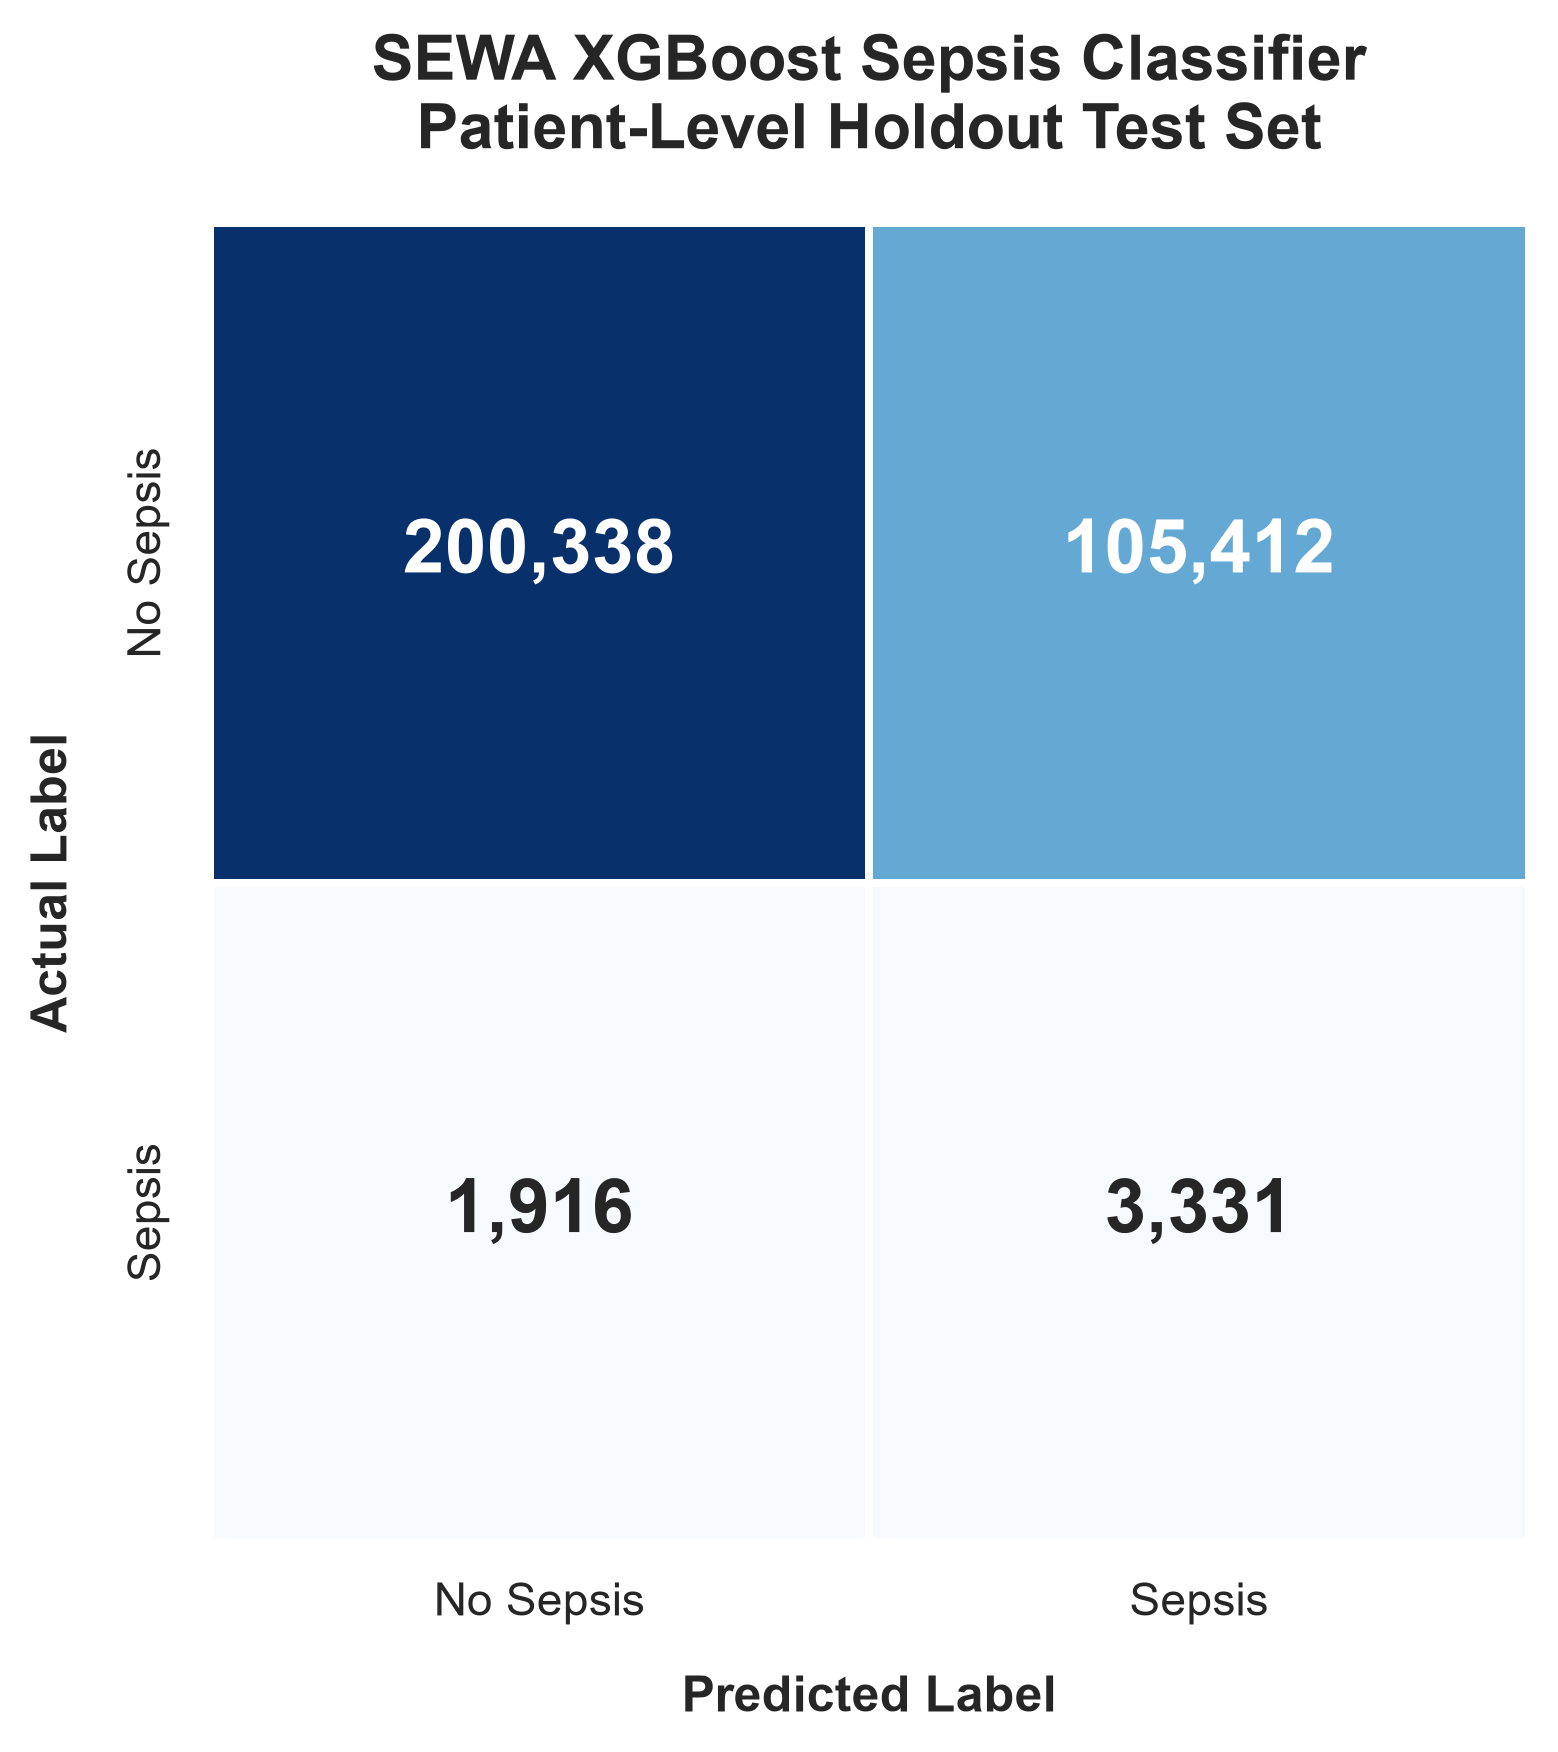 SEWA XGBoost Sepsis Classifier
Patient-Level Holdout Test Set
Actual Label
No Sepsis
200,338
105,412
Sepsis
1,916
3,331
No Sepsis
Sepsis
Predicted Label